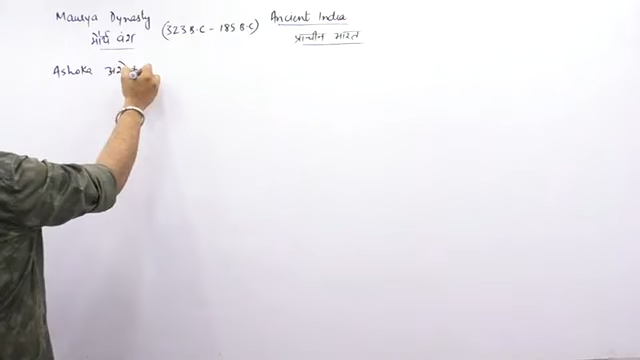 Maurya Dynasty (323 B.C - 185 B.C) Ancient India
मौर्य वंश प्राचीन भारत
Ashoka